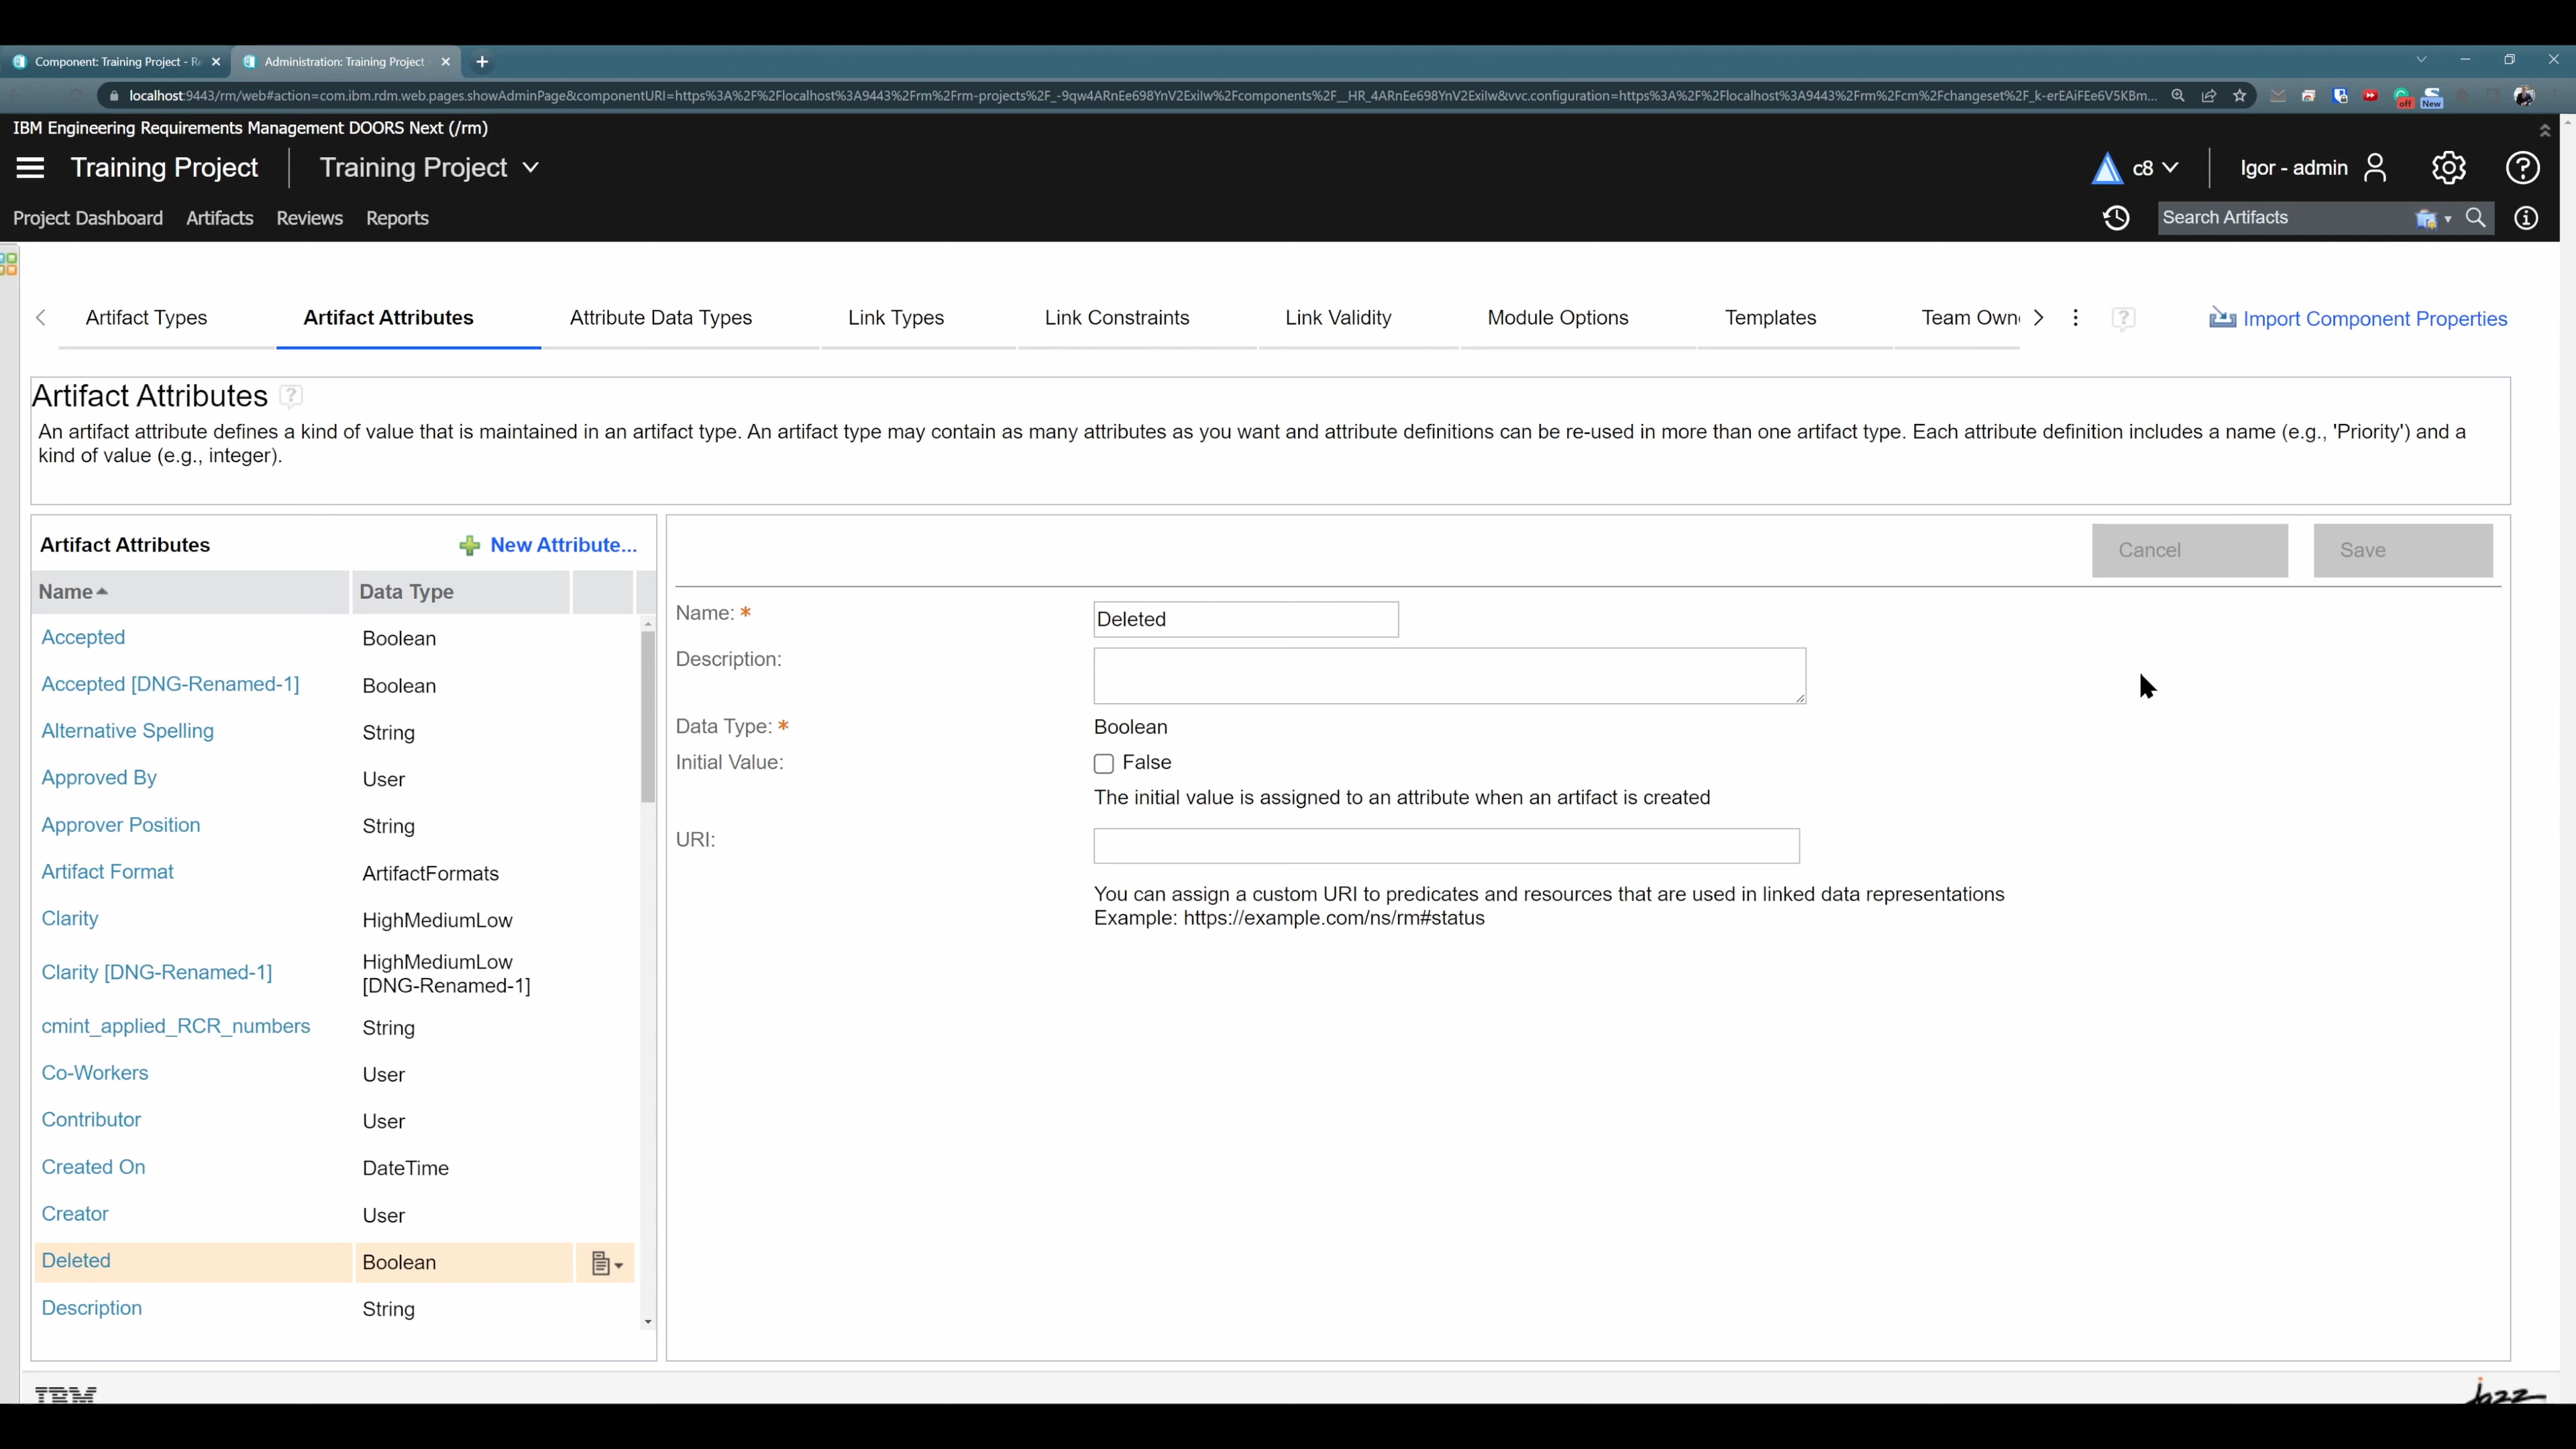 Component: Training Project - Re
Administration: Training Project -
localhost:9443/rm/web#action=com.ibm.rdm.web.pages.showAdminPage&componentURI=https%3A%2F%2Flocalhost%3A9443%2Frm%2Frm-projects%2F_-9qw4ARnEe698YnV2Exilw%2Fcomponents%2F__HR_4ARnEe698YnV2Exilw&vvc.configuration=https%3A%2F%2Flocalhost%3A9443%2Frm%2Fcm%2Fchangeset%2F_k-erEAiFEe6V5KBm...
off
New
IBM Engineering Requirements Management DOORS Next (/rm)
Training Project
Training Project
c8
Igor - admin
Project Dashboard Artifacts Reviews Reports
Search Artifacts
Artifact Types
Artifact Attributes
Attribute Data Types
Link Types
Link Constraints
Link Validity
Module Options
Templates
Team Own
Import Component Properties
Artifact Attributes
An artifact attribute defines a kind of value that is maintained in an artifact type. An artifact type may contain as many attributes as you want and attribute definitions can be re-used in more than one artifact type. Each attribute definition includes a name (e.g., 'Priority') and a
kind of value (e.g., integer).
Artifact Attributes
New Attribute...
Name Data Type
Accepted Boolean
Accepted [DNG-Renamed-1] Boolean
Alternative Spelling String
Approved By User
Approver Position String
Artifact Format ArtifactFormats
Clarity HighMediumLow
Clarity [DNG-Renamed-1] HighMediumLow
[DNG-Renamed-1]
cmint_applied_RCR_numbers String
Co-Workers User
Contributor User
Created On DateTime
Creator User
Deleted Boolean
Description String
Cancel
Save
Name: * Deleted
Description:
Data Type: * Boolean
Initial Value: False
The initial value is assigned to an attribute when an artifact is created
URI:
You can assign a custom URI to predicates and resources that are used in linked data representations
Example: https://example.com/ns/rm#status
IBM
jazz